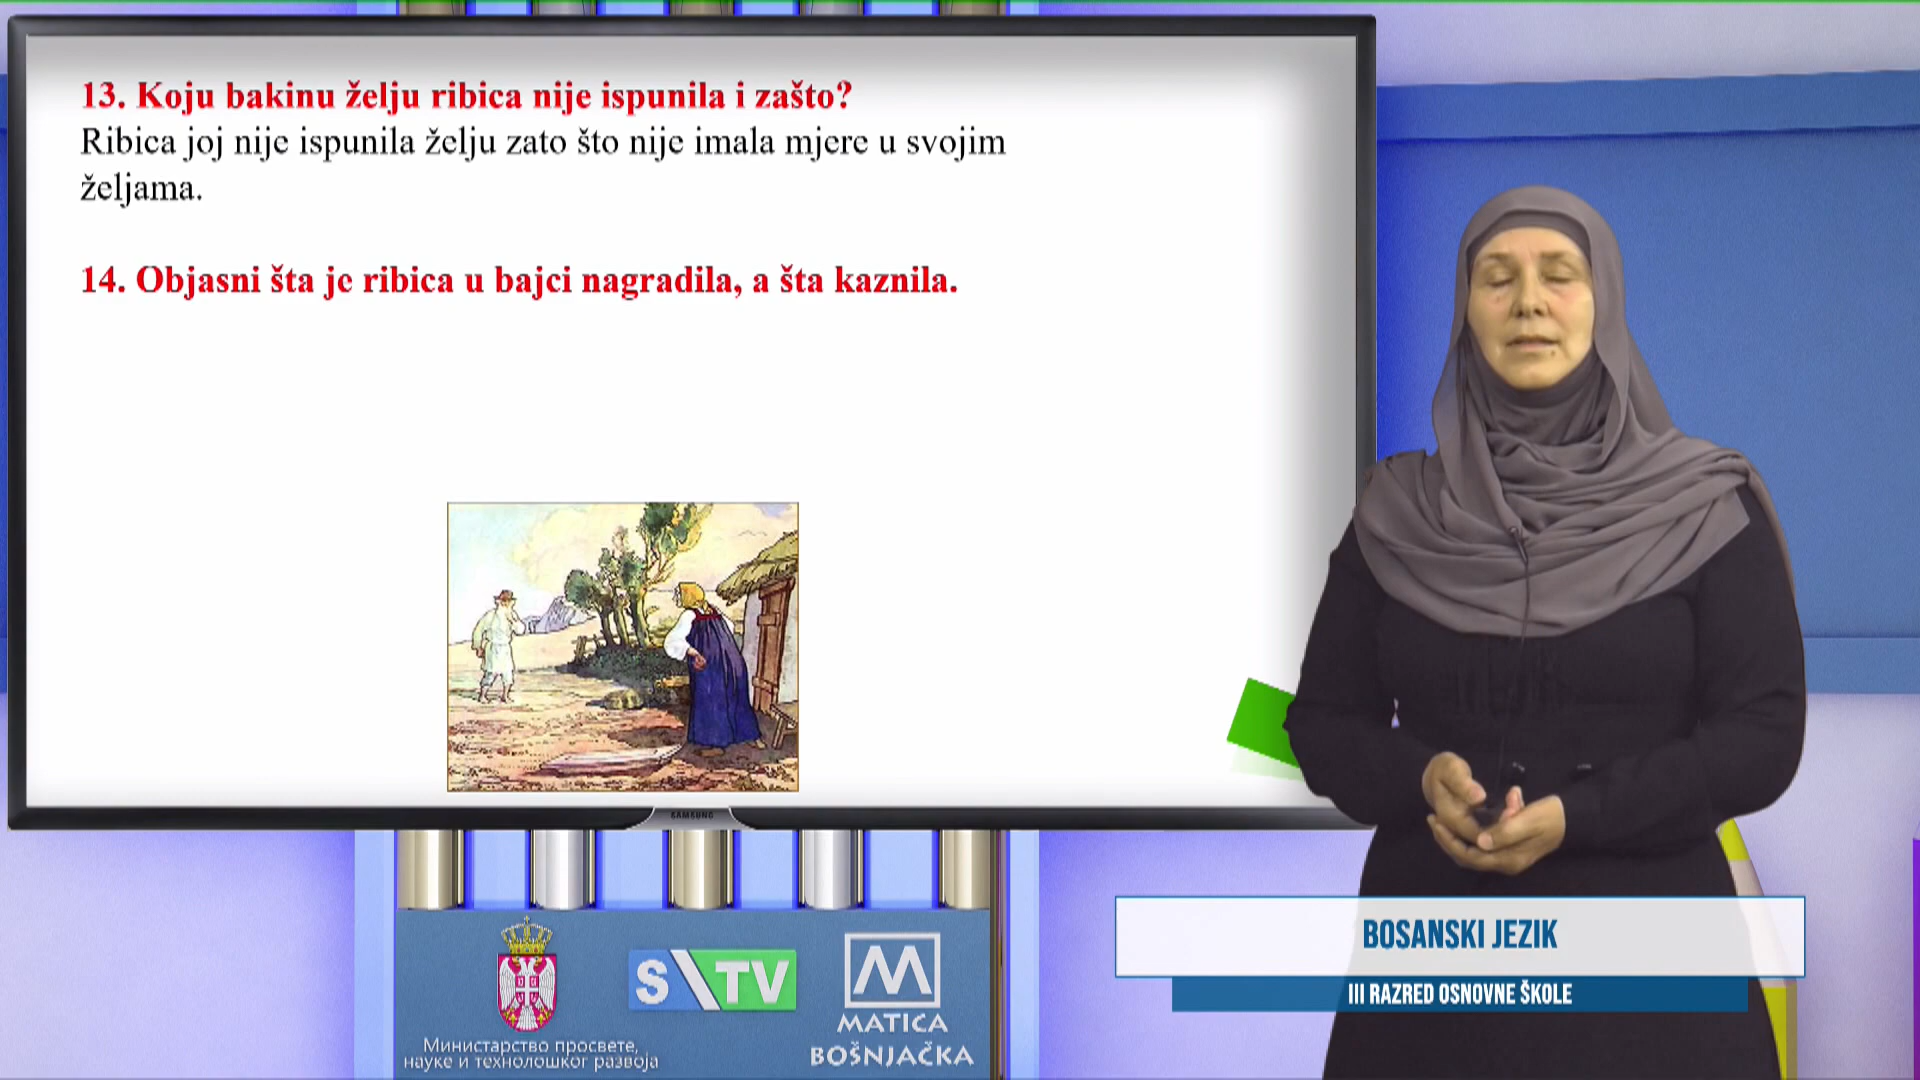 13. Koju bakinu želju ribica nije ispunila i zašto?
Ribica joj nije ispunila želju zato što nije imala mjere u svojim
željama.
14. Objasni šta je ribica u bajci nagradila, a šta kaznila.
SAMSUNG
BOSANSKI JEZIK
III RAZRED OSNOVNE ŠKOLE
Министарство просвете,
науке и технолошког развоја
S TV
M
MATICA
BOŠNJAČKA